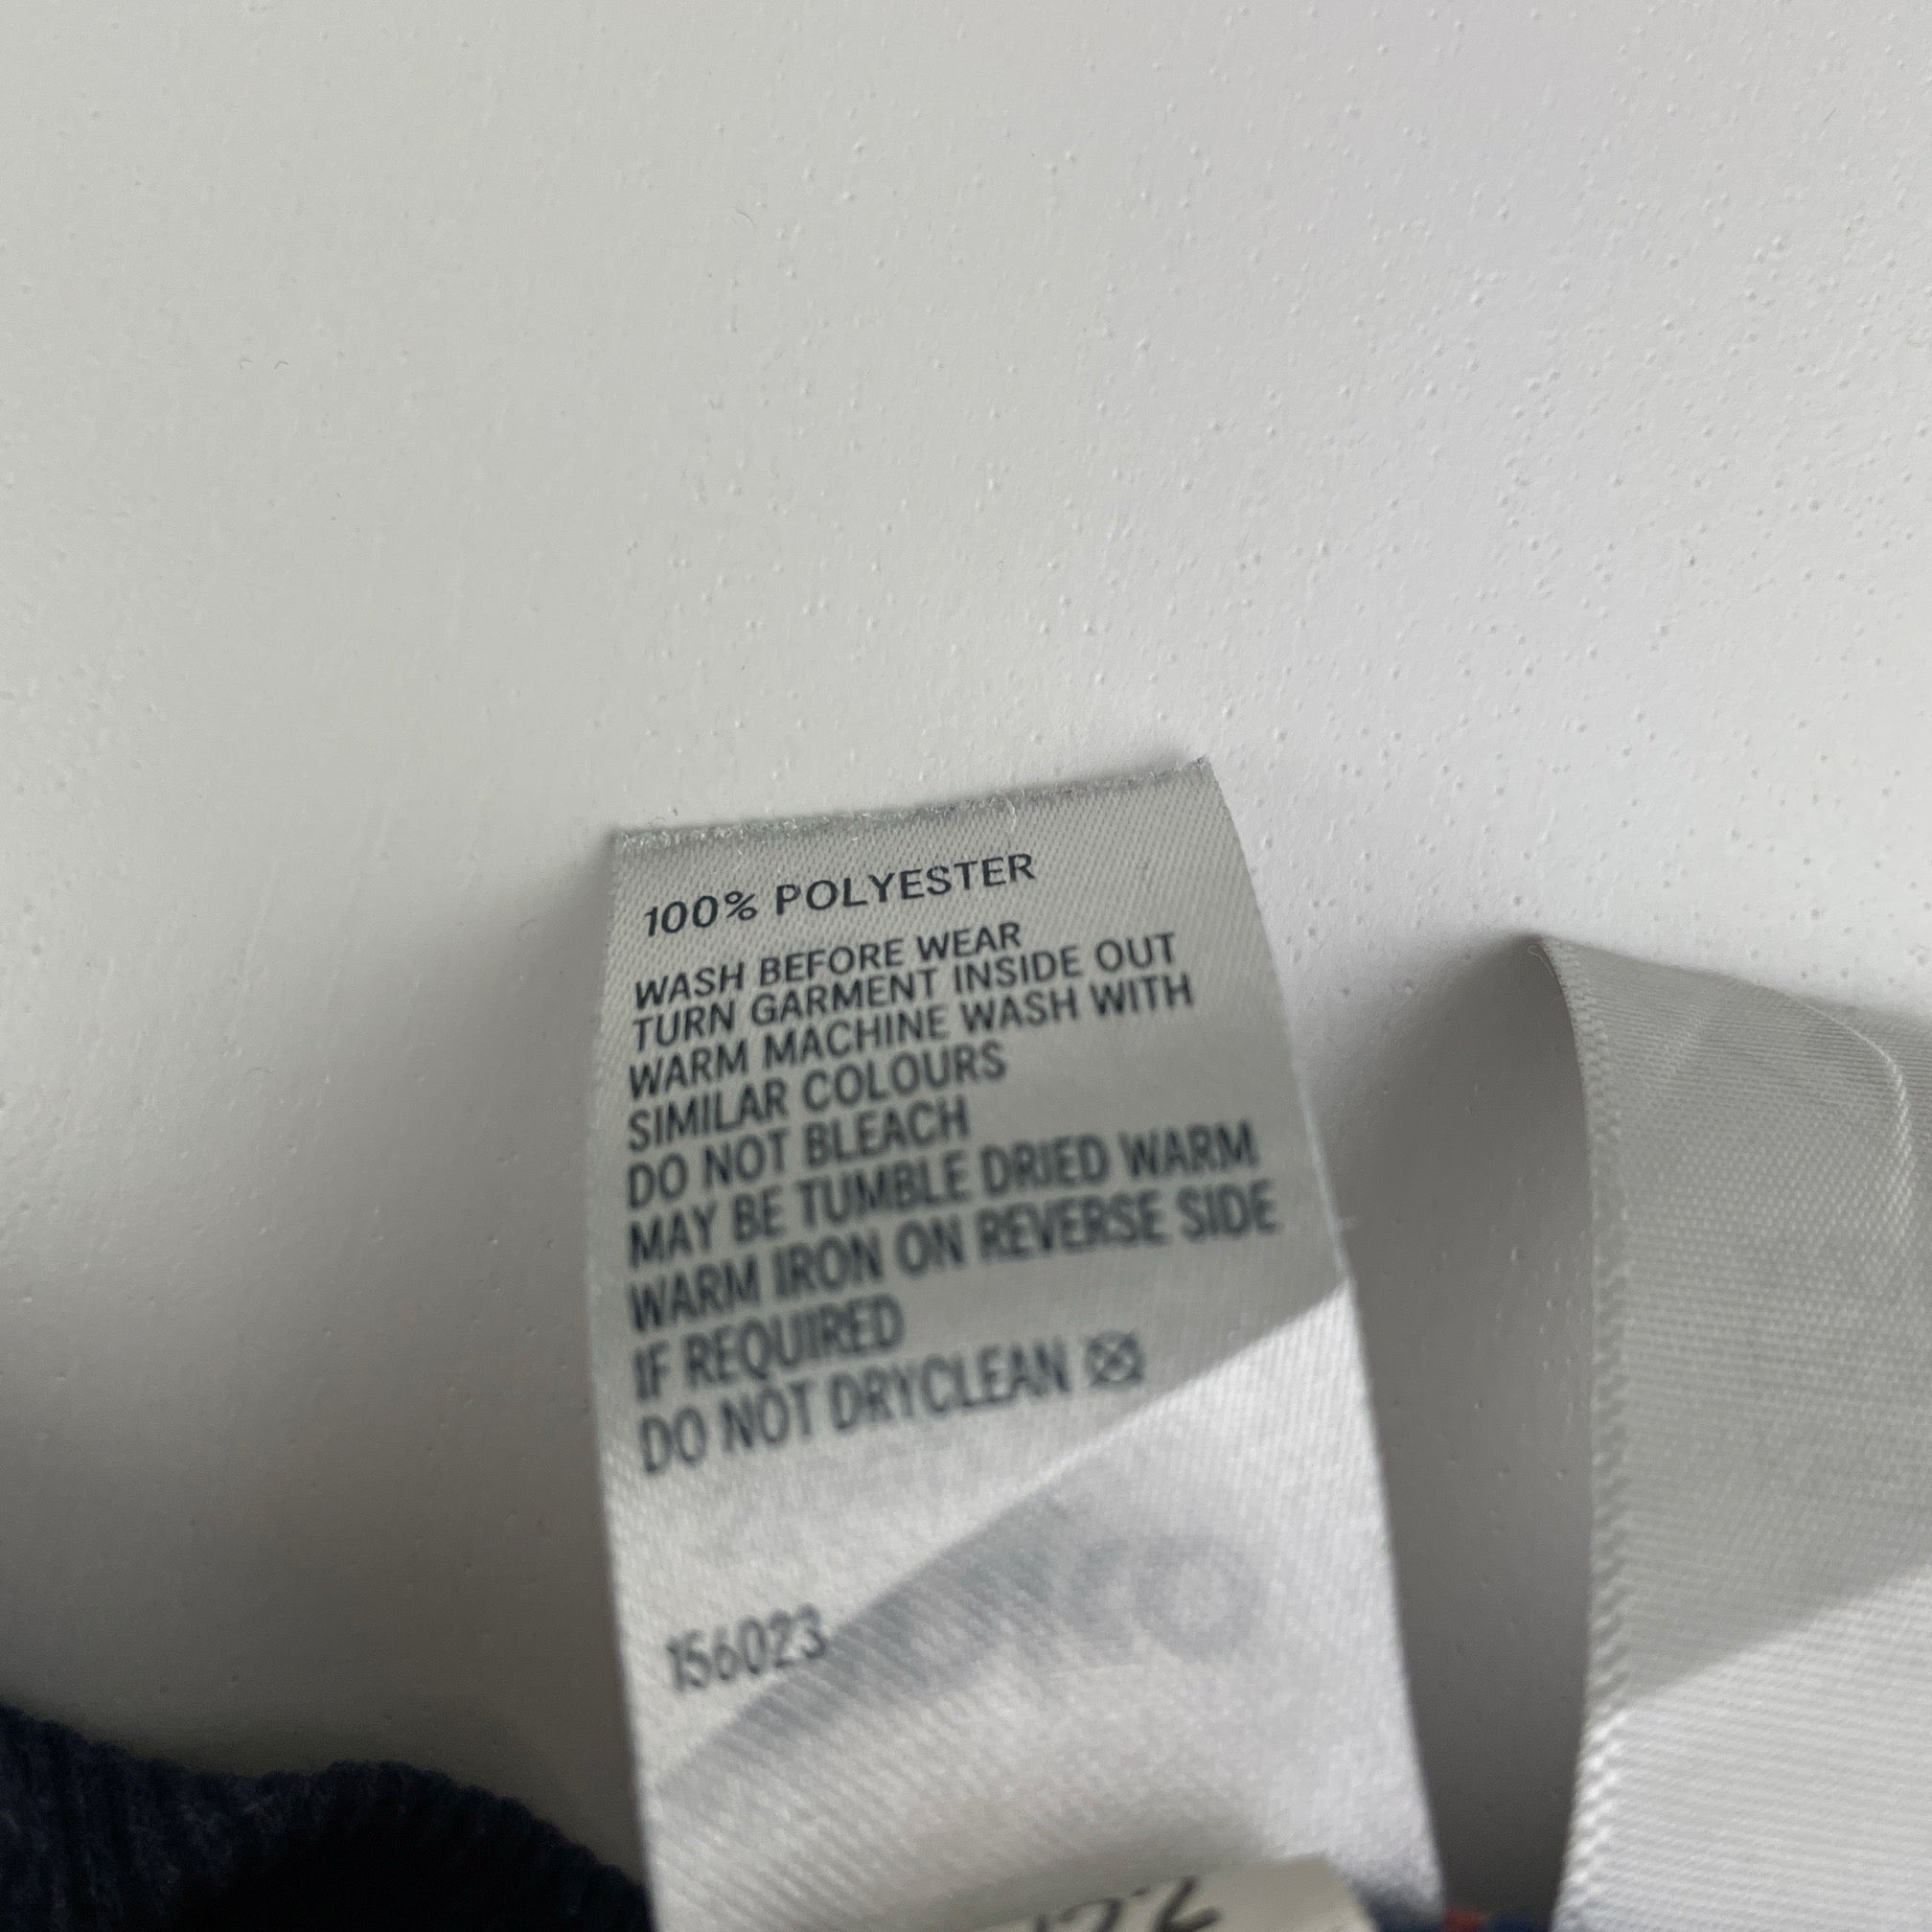 100% POLYESTER
WASH BEFORE WEAR
TURN GARMENT INSIDE OUT
WARM MACHINE WASH WITH
SIMILAR COLOURS
DO NOT BLEACH
MAY BE TUMBLE DRIED WARM
WARM IRON ON REVERSE SIDE
IF REQUIRED
DO NOT DRYCLEAN
156023